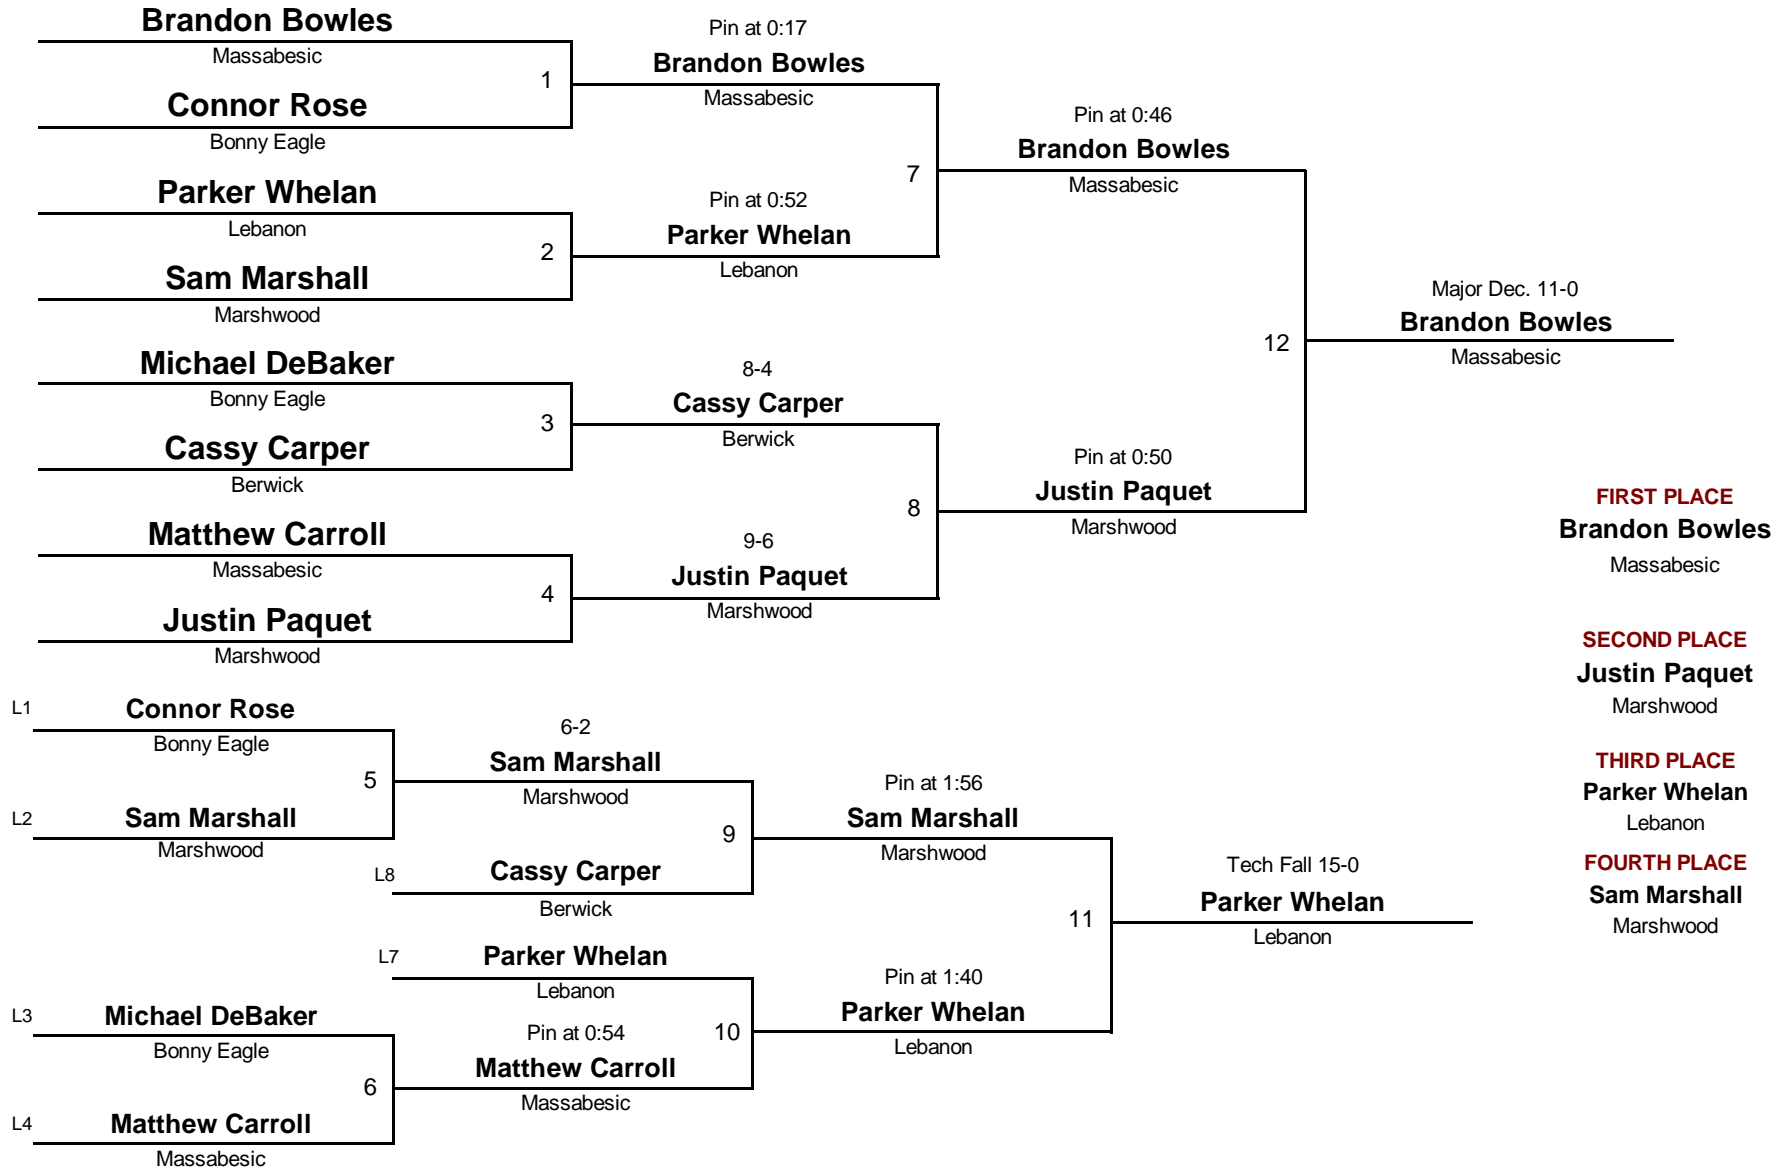 Brandon Bowles
Massabesic
1
Connor Rose
Bonny Eagle
Pin at 0:17
Brandon Bowles
Massabesic
Parker Whelan
Lebanon
2
Sam Marshall
Marshwood
Pin at 0:52
Parker Whelan
Lebanon
7
Pin at 0:46
Brandon Bowles
Massabesic
Michael DeBaker
Bonny Eagle
3
Cassy Carper
Berwick
8-4
Cassy Carper
Berwick
Matthew Carroll
Massabesic
4
Justin Paquet
Marshwood
9-6
Justin Paquet
Marshwood
8
Pin at 0:50
Justin Paquet
Marshwood
12
Major Dec. 11-0
Brandon Bowles
Massabesic
FIRST PLACE
Brandon Bowles
Massabesic
SECOND PLACE
Justin Paquet
Marshwood
THIRD PLACE
Parker Whelan
Lebanon
FOURTH PLACE
Sam Marshall
Marshwood
L1
Connor Rose
Bonny Eagle
5
L2
Sam Marshall
Marshwood
6-2
Sam Marshall
Marshwood
9
L8
Cassy Carper
Berwick
Pin at 1:56
Sam Marshall
Marshwood
L7
Parker Whelan
Lebanon
L3
Michael DeBaker
Bonny Eagle
6
L4
Matthew Carroll
Massabesic
Pin at 0:54
Matthew Carroll
Massabesic
10
Pin at 1:40
Parker Whelan
Lebanon
11
Tech Fall 15-0
Parker Whelan
Lebanon